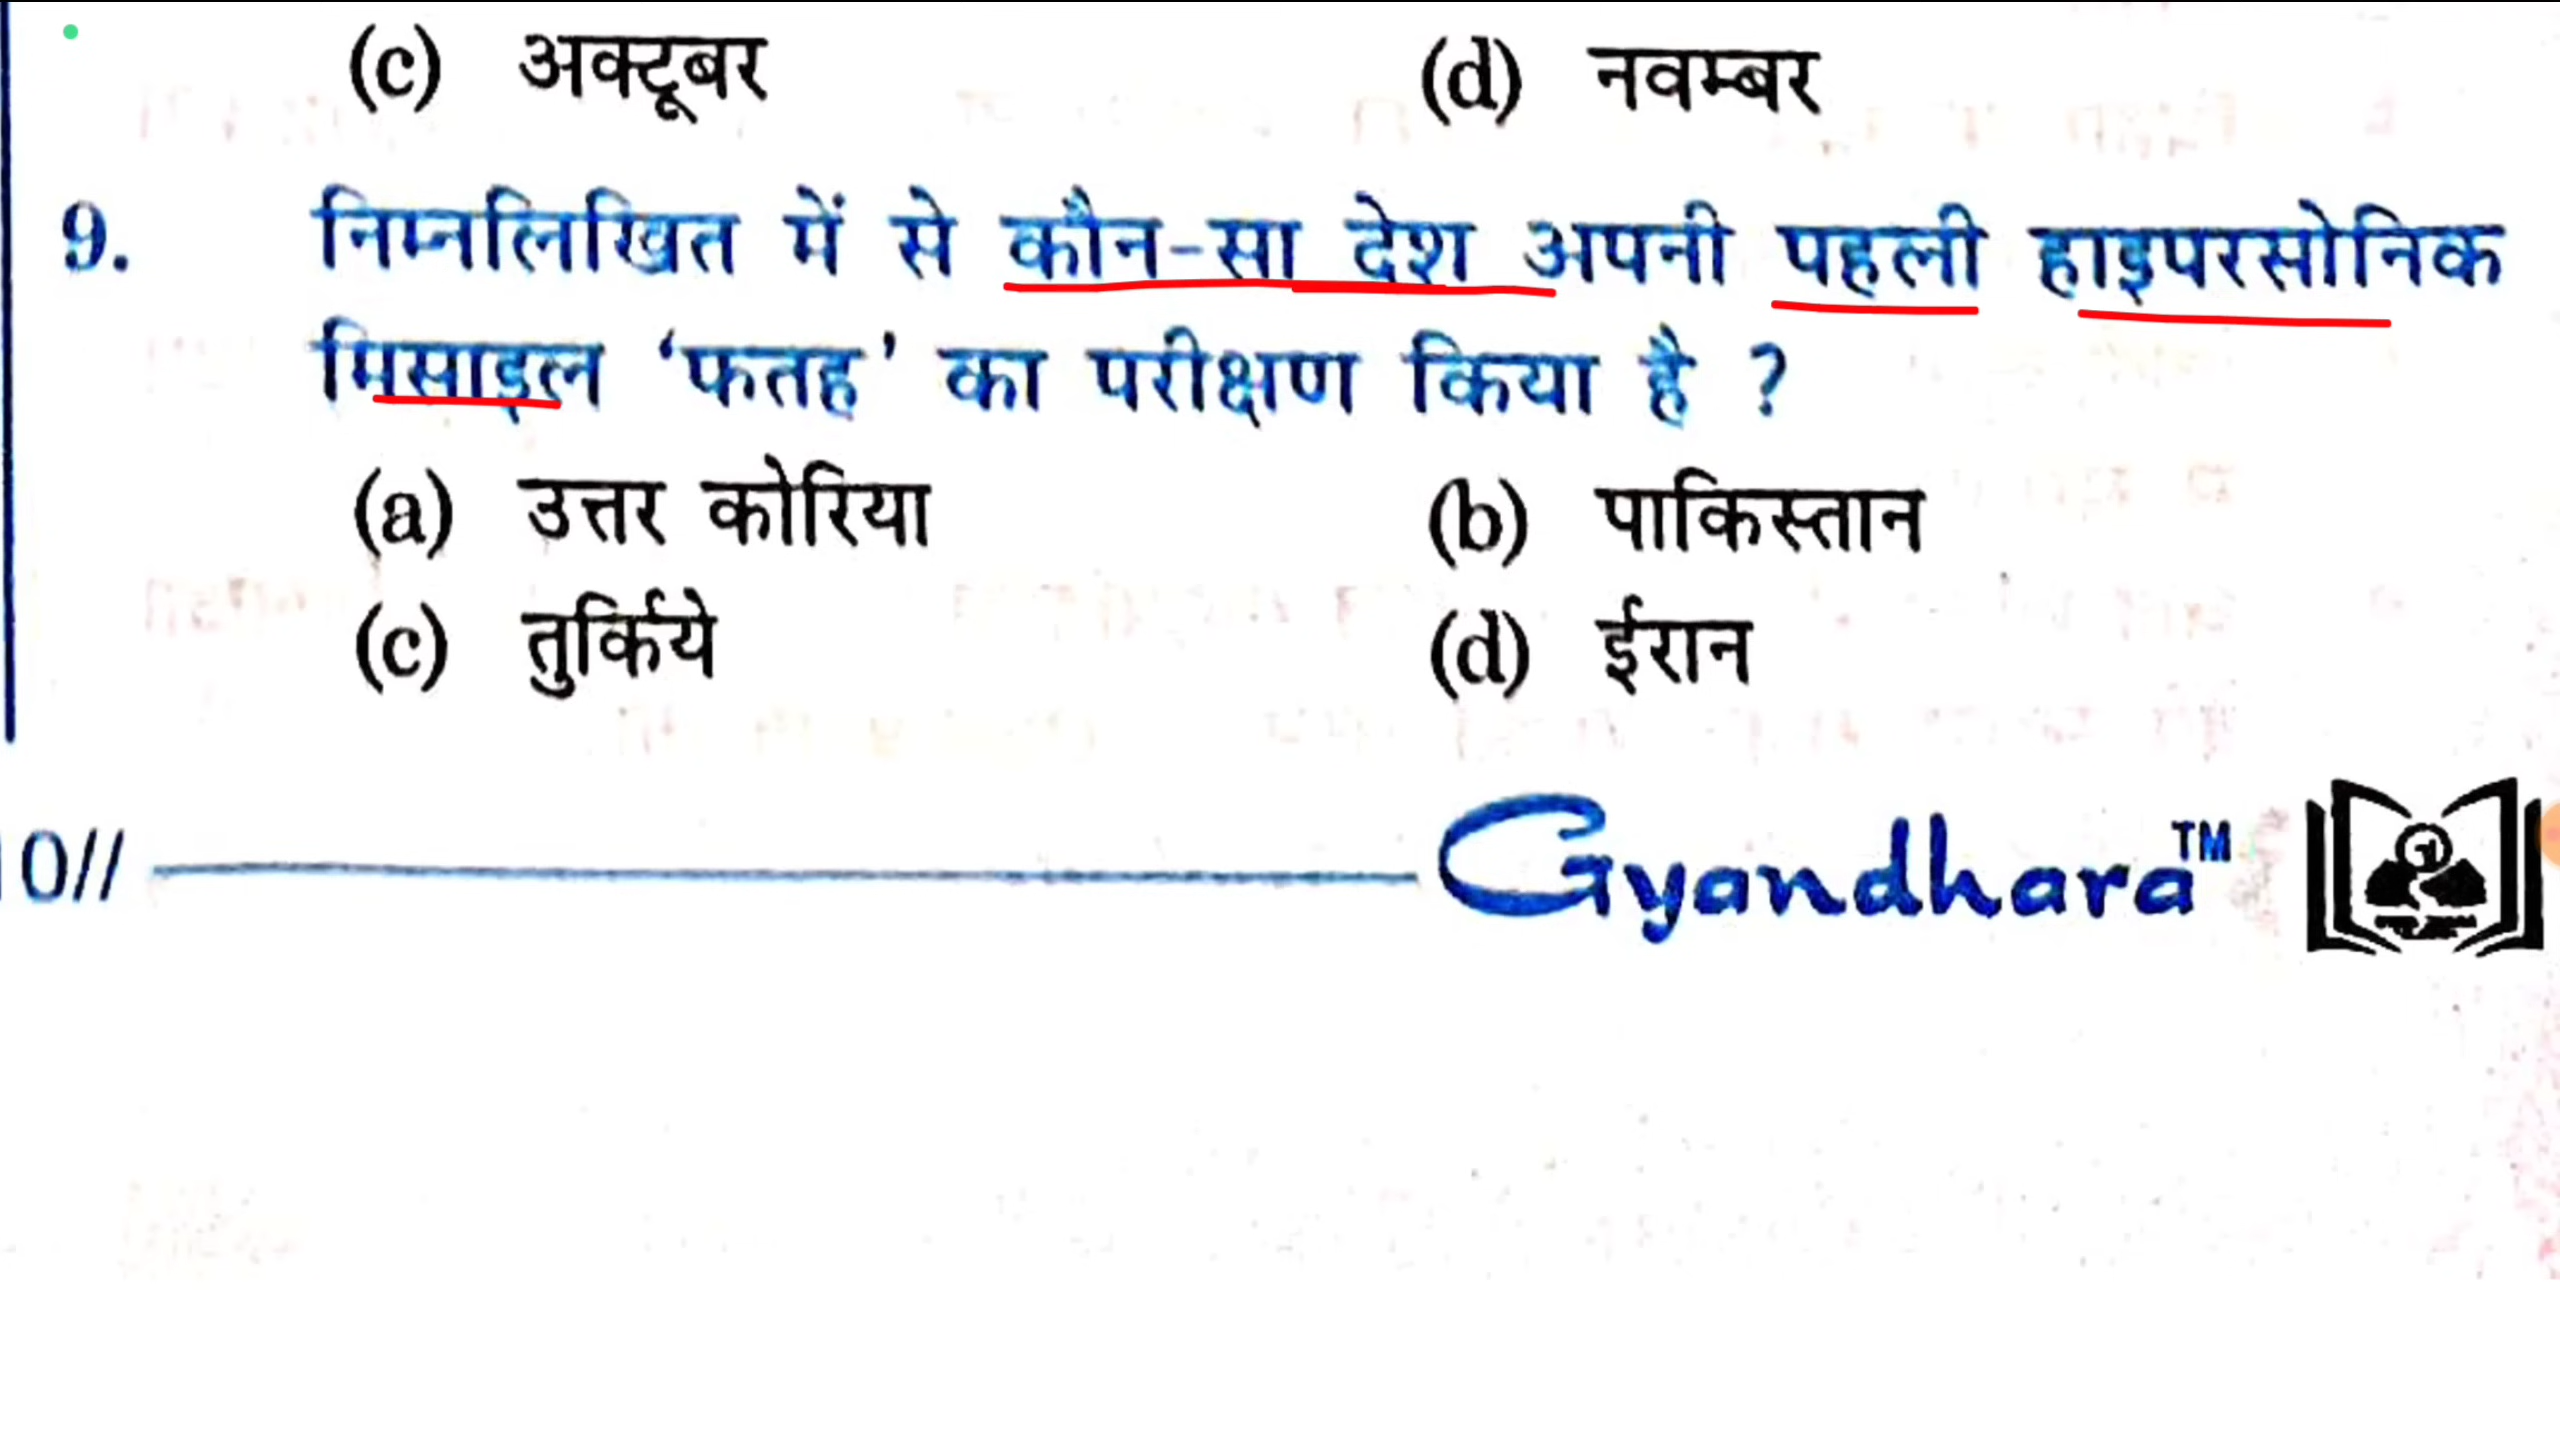 (c) अक्टूबर (d) नवम्बर
9. निम्नलिखित में से कौन-सा देश अपनी पहली हाइपरसोनिक
मिसाइल ‘फतह’ का परीक्षण किया है ?
(a) उत्तर कोरिया (b) पाकिस्तान
(c) तुर्किये (d) ईरान
0// Gyandhara™